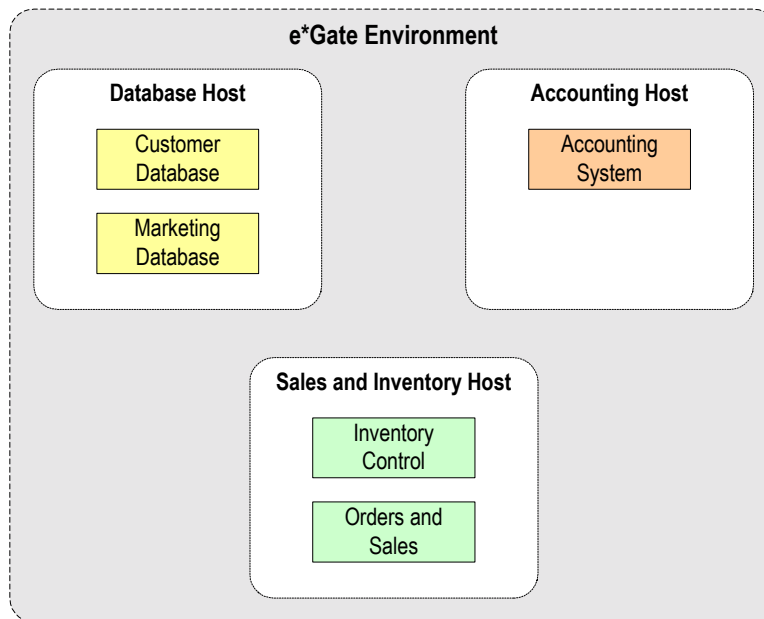 e*Gate Environment
Database Host
Customer
Database
Marketing
Database
Accounting Host
Accounting
System
Sales and Inventory Host
Inventory
Control
Orders and
Sales